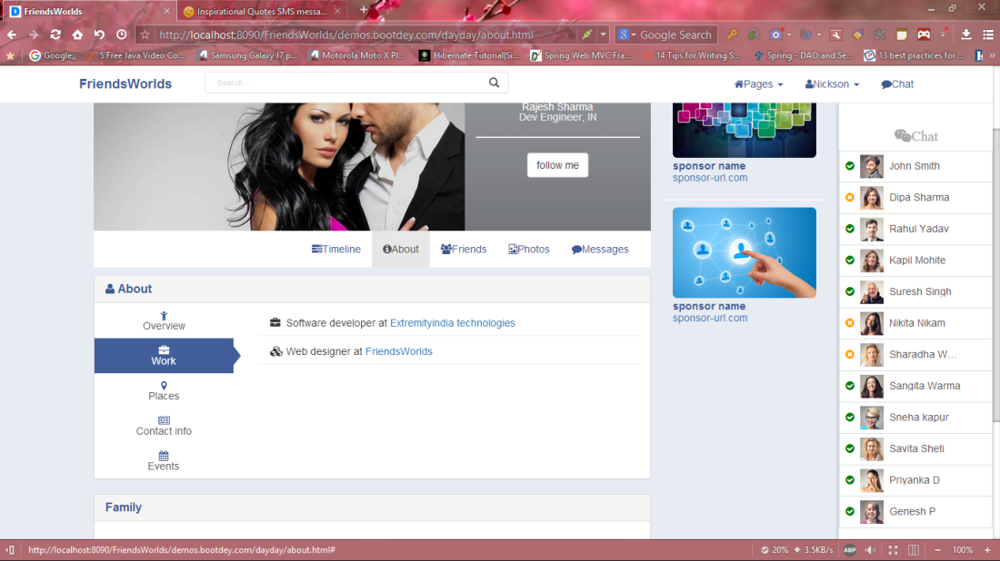 FriendsWorlds
Inspirational Quotes SMS messa...
http://localhost:8090/FriendsWorlds/demos.bootdey.com/dayday/about.html
Google Search
Google¡¡
5 Free Java Video Co...
Samsung Galaxy J7 p...
Motorola Moto X Pl...
Hibernate Tutorial|Si...
Spring Web MVC Fra...
14 Tips for Writing S...
Spring - DAO and Se...
13 best practices for ...
FriendsWorlds
Search...
Pages
Nickson
Chat
Rajesh Sharma
Dev Engineer, IN
follow me
Timeline
About
Friends
Photos
Messages
About
Overview
Work
Places
Contact info
Events
Software developer at Extremityindia technologies
Web designer at FriendsWorlds
Family
sponsor name
sponsor-url.com
sponsor name
sponsor-url.com
Chat
John Smith
Dipa Sharma
Rahul Yadav
Kapil Mohite
Suresh Singh
Nikita Nikam
Sharadha W...
Sangita Warma
Sneha kapur
Savita Sheti
Priyanka D
Genesh P
http://localhost:8090/FriendsWorlds/demos.bootdey.com/dayday/about.html#
20%
3.5KB/s
ABP
100%